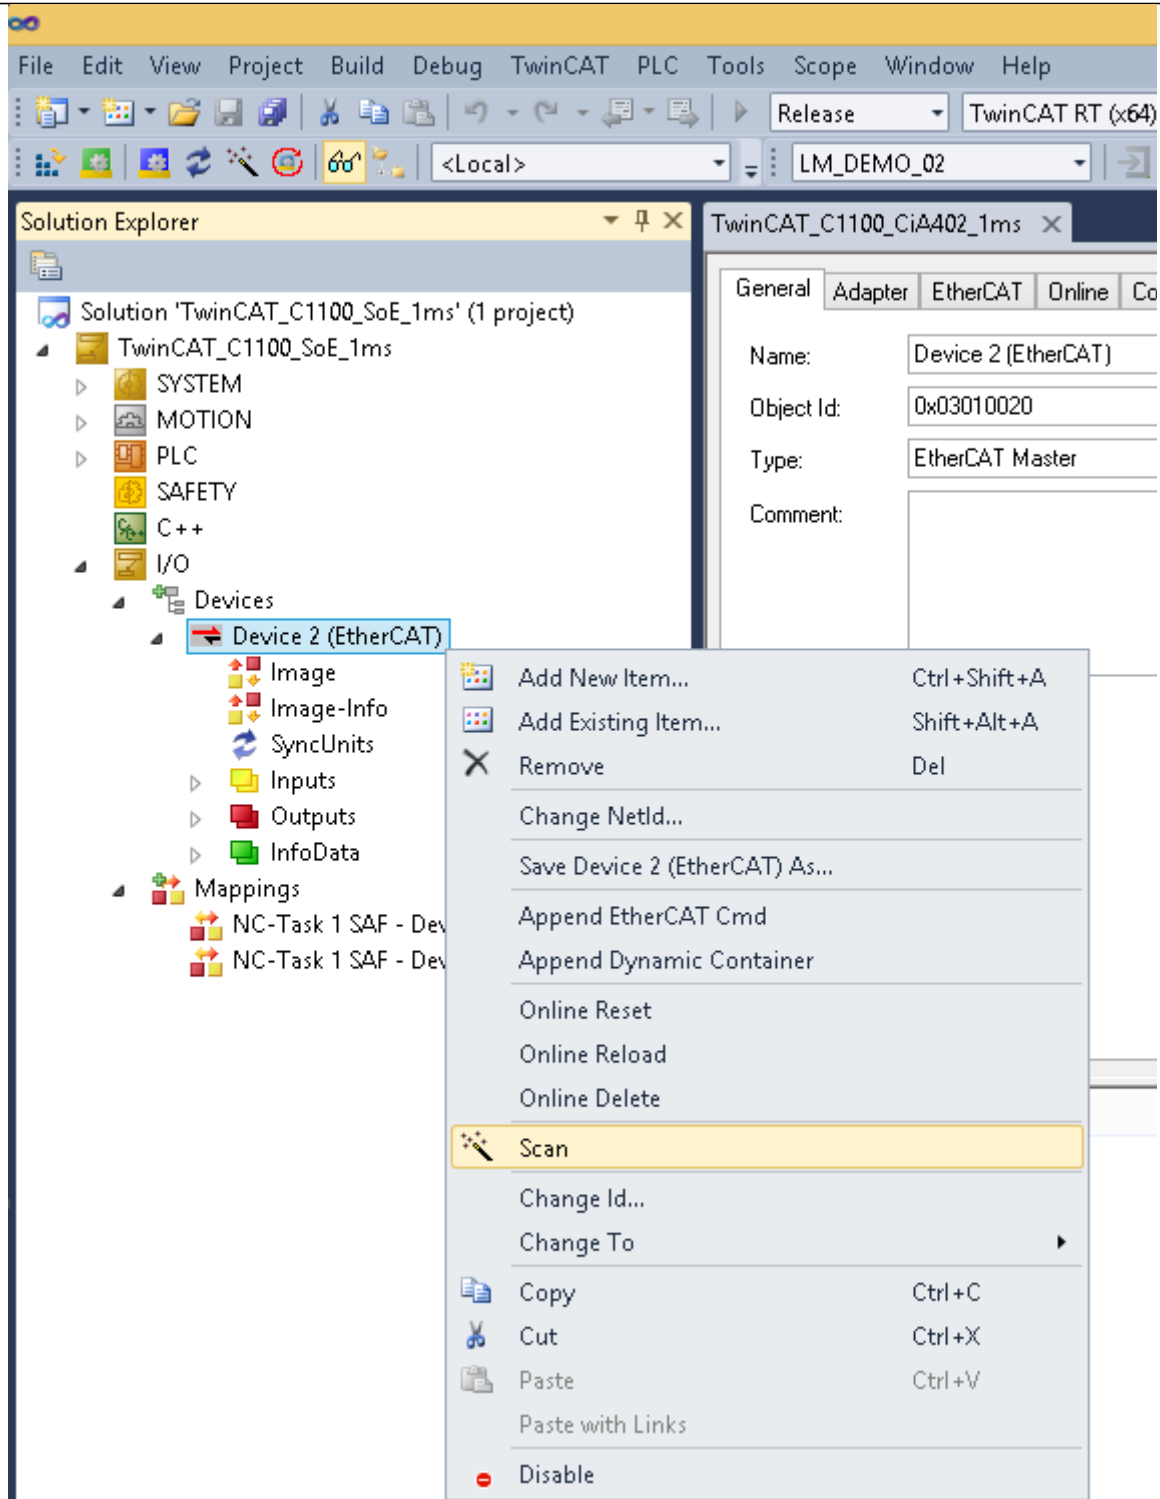 File Edit View Project Build Debug TwinCAT PLC Tools Scope Window Help
Release TwinCAT RT (x64)
<Local> LM_DEMO_02
Solution Explorer
TwinCAT_C1100_CiA402_1ms
General Adapter EtherCAT Online Co
Solution 'TwinCAT_C1100_SoE_1ms' (1 project)
TwinCAT_C1100_SoE_1ms
Name: Device 2 (EtherCAT)
SYSTEM
Object Id: 0x03010020
MOTION
PLC
Type: EtherCAT Master
SAFETY
Comment:
C++
I/O
Devices
Device 2 (EtherCAT)
Image
Image-Info
SyncUnits
Inputs
Outputs
InfoData
Mappings
NC-Task 1 SAF - Dev
NC-Task 1 SAF - Dev
Add New Item... Ctrl+Shift+A
Add Existing Item... Shift+Alt+A
Remove Del
Change NetId...
Save Device 2 (EtherCAT) As...
Append EtherCAT Cmd
Append Dynamic Container
Online Reset
Online Reload
Online Delete
Scan
Change Id...
Change To
Copy Ctrl+C
Cut Ctrl+X
Paste Ctrl+V
Paste with Links
Disable